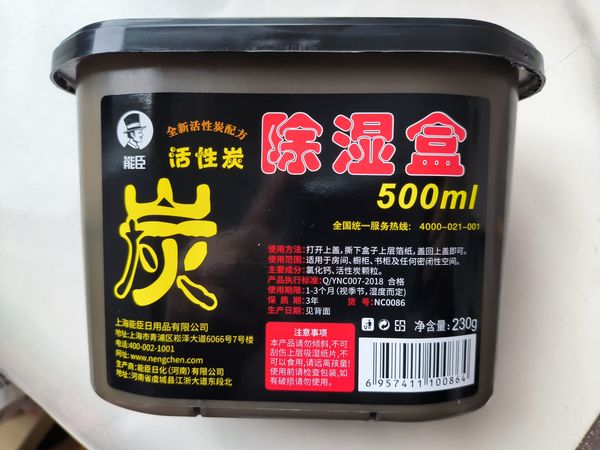 能臣
全新活性炭配方
活性炭
除湿盒
500ml
炭
全国统一服务热线: 4000-021-001
使用方法:打开上盖,撕下盒子上层箔纸,盖回上盖即可。
使用范围:适用于房间、橱柜、书柜及任何密闭性空间。
主要成分:氯化钙、活性炭颗粒。
产品执行标准:Q/YNC007-2018 合格
使用期限:1-3个月(视季节,湿度而定)
保 质 期:3年 货 号:NC0086
生产日期:见背面
上海能臣日用品有限公司
地址:上海市青浦区崧泽大道6066号7号楼
电话:400-002-1001
网站:www.nengchen.com
生产商:能臣日化(河南)有限公司
地址:河南省虞城县江浙大道东段北
注意事项
本产品请勿倾斜,不可
刮伤上层吸湿纸片,不
可以食用,请远离孩童!
使用前请检查包装,如
有破损请勿使用。
净含量:230g
6 957411 100864